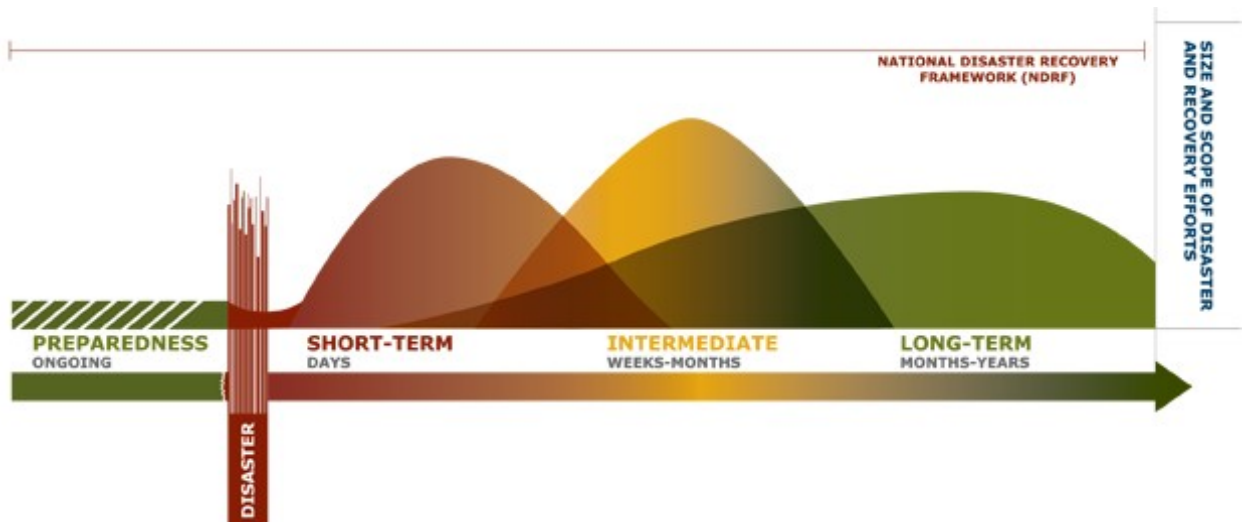 NATIONAL DISASTER RECOVERY
FRAMEWORK (NDRF)
SIZE AND SCOPE OF DISASTER
AND RECOVERY EFFORTS
PREPAREDNESS
ONGOING
SHORT-TERM
DAYS
INTERMEDIATE
WEEKS-MONTHS
LONG-TERM
MONTHS-YEARS
DISASTER